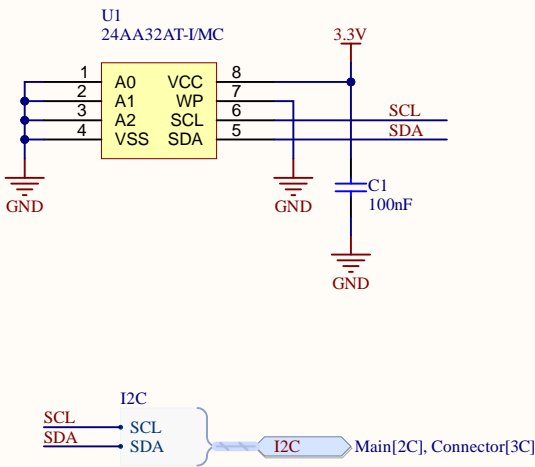 U1
24AA32AT-I/MC
3.3V
1 A0 VCC 8
2 A1 WP 7
3 A2 SCL 6 SCL
4 VSS SDA 5 SDA
C1
GND GND 100nF
GND
I2C
SCL SCL
SDA SDA I2C Main[2C], Connector[3C]